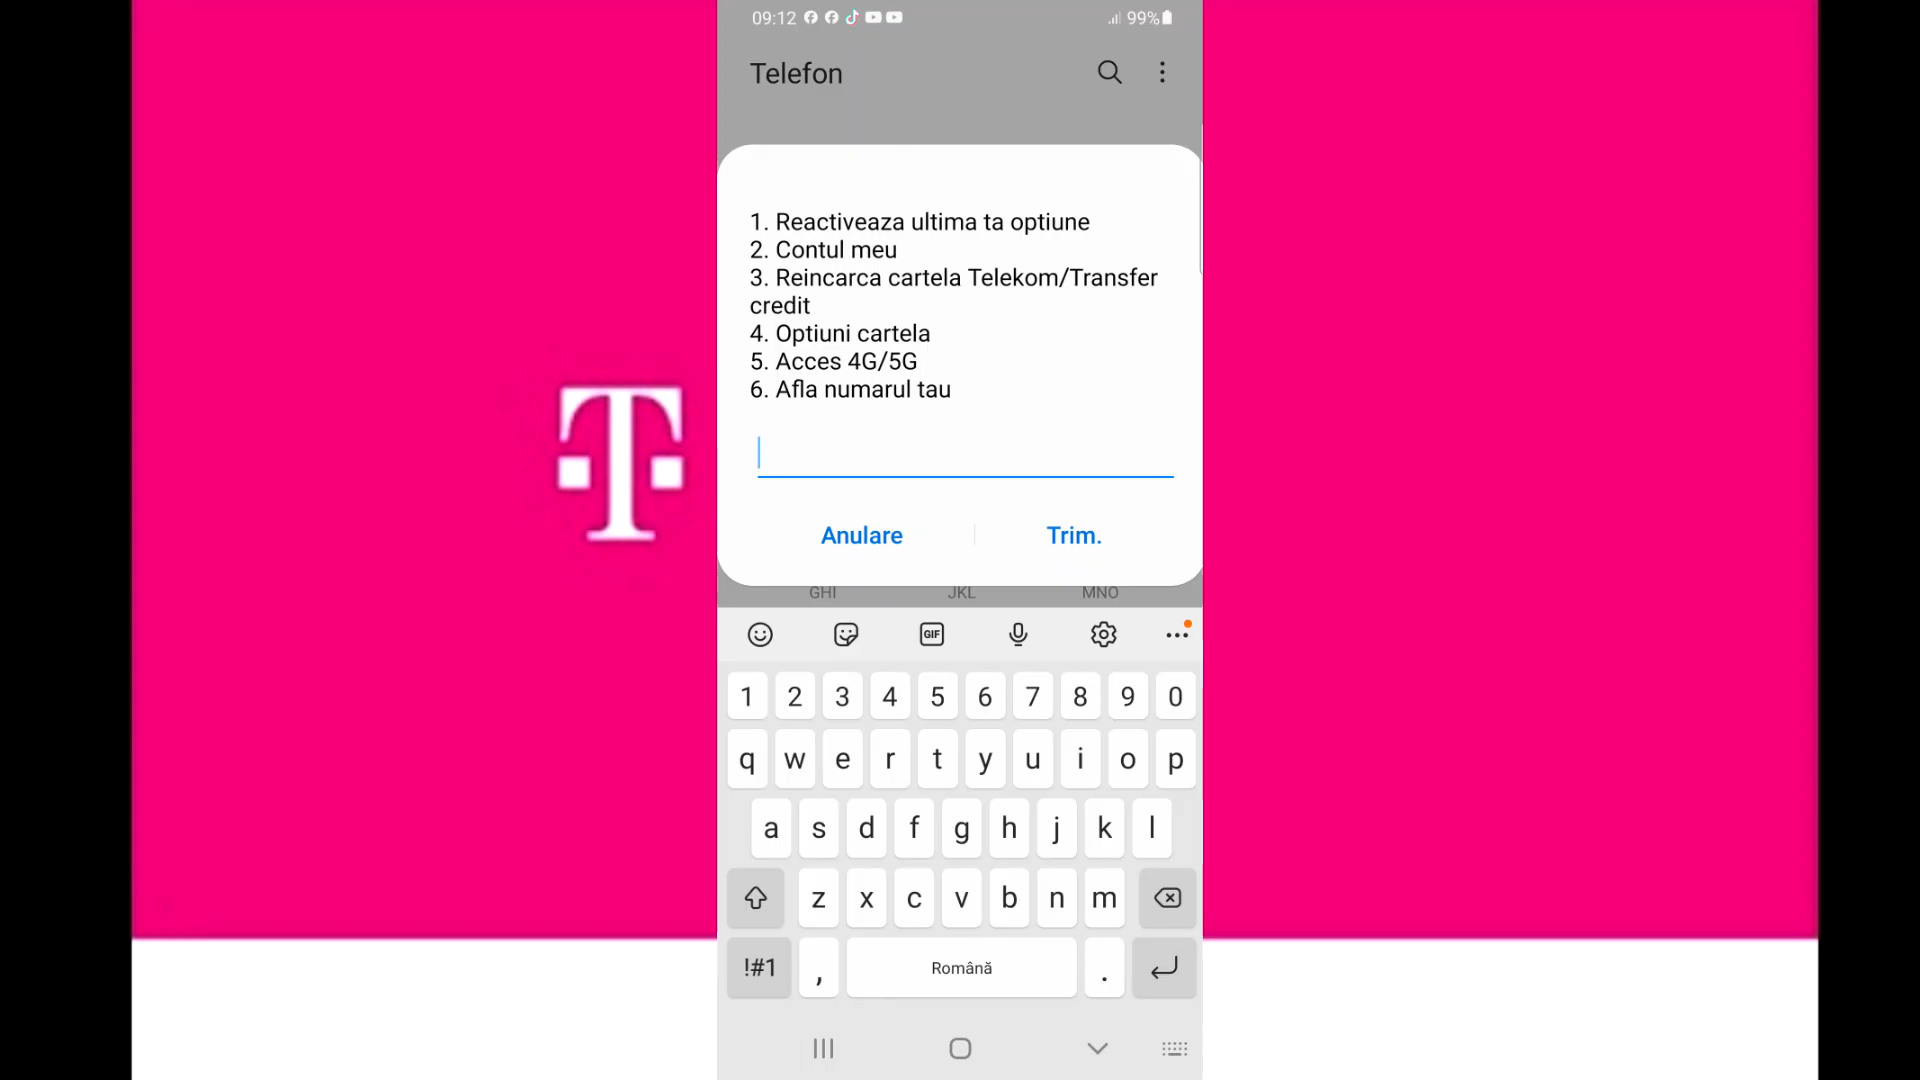 09:12
99%
Telefon
1. Reactiveaza ultima ta optiune
2. Contul meu
3. Reincarca cartela Telekom/Transfer
credit
4. Optiuni cartela
5. Acces 4G/5G
6. Afla numarul tau
Anulare
Trim.
GHI JKL MNO
GIF
1 2 3 4 5 6 7 8 9 0
q w e r t y u i o p
a s d f g h j k l
z x c v b n m
!#1 , Română .
T